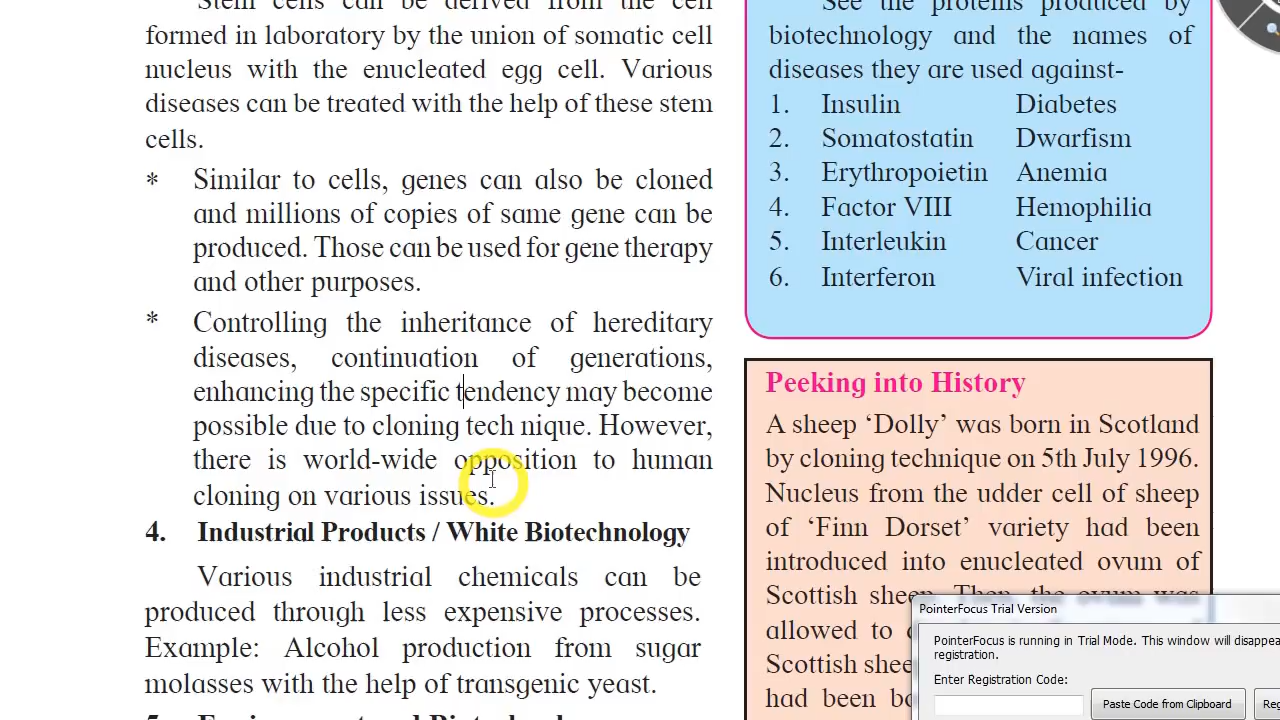 Stem cells can be derived from the cell
formed in laboratory by the union of somatic cell
nucleus with the enucleated egg cell. Various
diseases can be treated with the help of these stem
cells.
* Similar to cells, genes can also be cloned
and millions of copies of same gene can be
produced. Those can be used for gene therapy
and other purposes.
* Controlling the inheritance of hereditary
diseases, continuation of generations,
enhancing the specific tendency may become
possible due to cloning tech nique. However,
there is world-wide opposition to human
cloning on various issues.
4. Industrial Products / White Biotechnology
Various industrial chemicals can be
produced through less expensive processes.
Example: Alcohol production from sugar
molasses with the help of transgenic yeast.
See the proteins produced by
biotechnology and the names of
diseases they are used against-
1. Insulin Diabetes
2. Somatostatin Dwarfism
3. Erythropoietin Anemia
4. Factor VIII Hemophilia
5. Interleukin Cancer
6. Interferon Viral infection
Peeking into History
A sheep ‘Dolly’ was born in Scotland
by cloning technique on 5th July 1996.
Nucleus from the udder cell of sheep
of ‘Finn Dorset’ variety had been
introduced into enucleated ovum of
Scottish sheep. Then, the ovum was
allowed to
Scottish shee
had been bo
PointerFocus Trial Version
PointerFocus is running in Trial Mode. This window will disappea
registration.
Enter Registration Code:
Paste Code from Clipboard
Reg